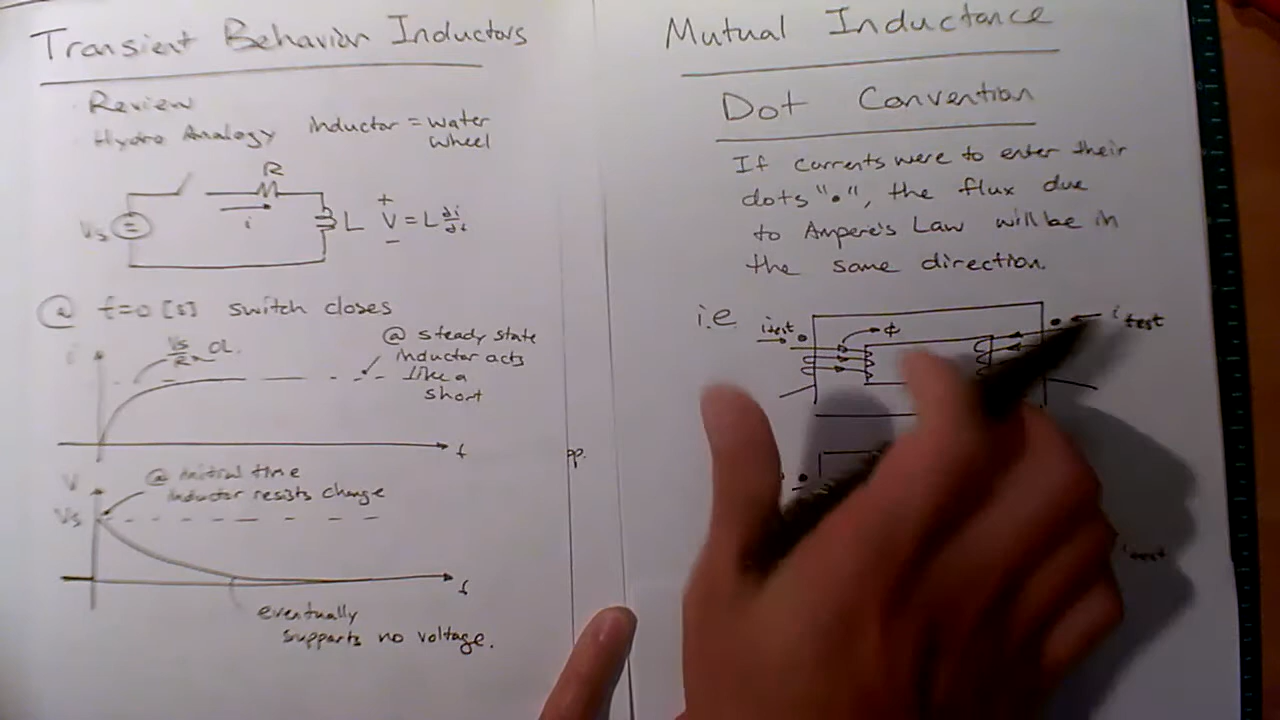 Transient Behavior Inductors
Review
Hydro Analogy inductor = water
wheel
R
Vs
i
L
+
V = L di/dt
-
@ t=0 [s] switch closes
i
Vs/R
@ steady state
inductor acts
like a
short
t
V
@ initial time
inductor resists change
Vs
t
eventually
supports no voltage.
Mutual Inductance
Dot Convention
If currents were to enter their
dots "•", the flux due
to Ampere's Law will be in
the same direction.
i.e
itest
ϕ
itest
pp.
itest